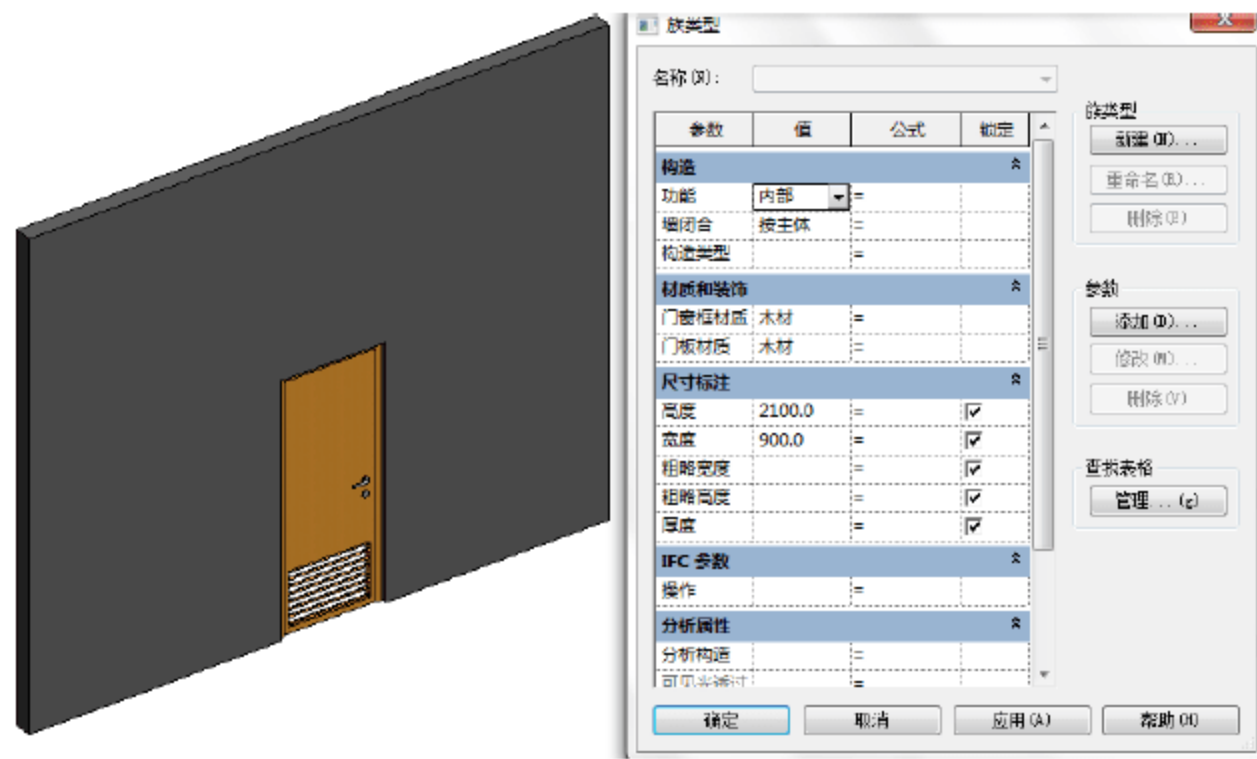 族类型
名称(N):
参数 值 公式 锁定
构造
功能 内部 =
墙闭合 按主体 =
构造类型 =
材质和装饰
门窗框材质 木材 =
门板材质 木材 =
尺寸标注
高度 2100.0 =
宽度 900.0 =
粗略宽度 =
粗略高度 =
厚度 =
IFC 参数
操作 =
分析属性
分析构造 =
可见光透过 =
族类型
新建(N)...
重命名(R)...
删除(E)
参数
添加(D)...
修改(M)...
删除(V)
查找表格
管理...(G)
确定 取消 应用(A) 帮助(H)